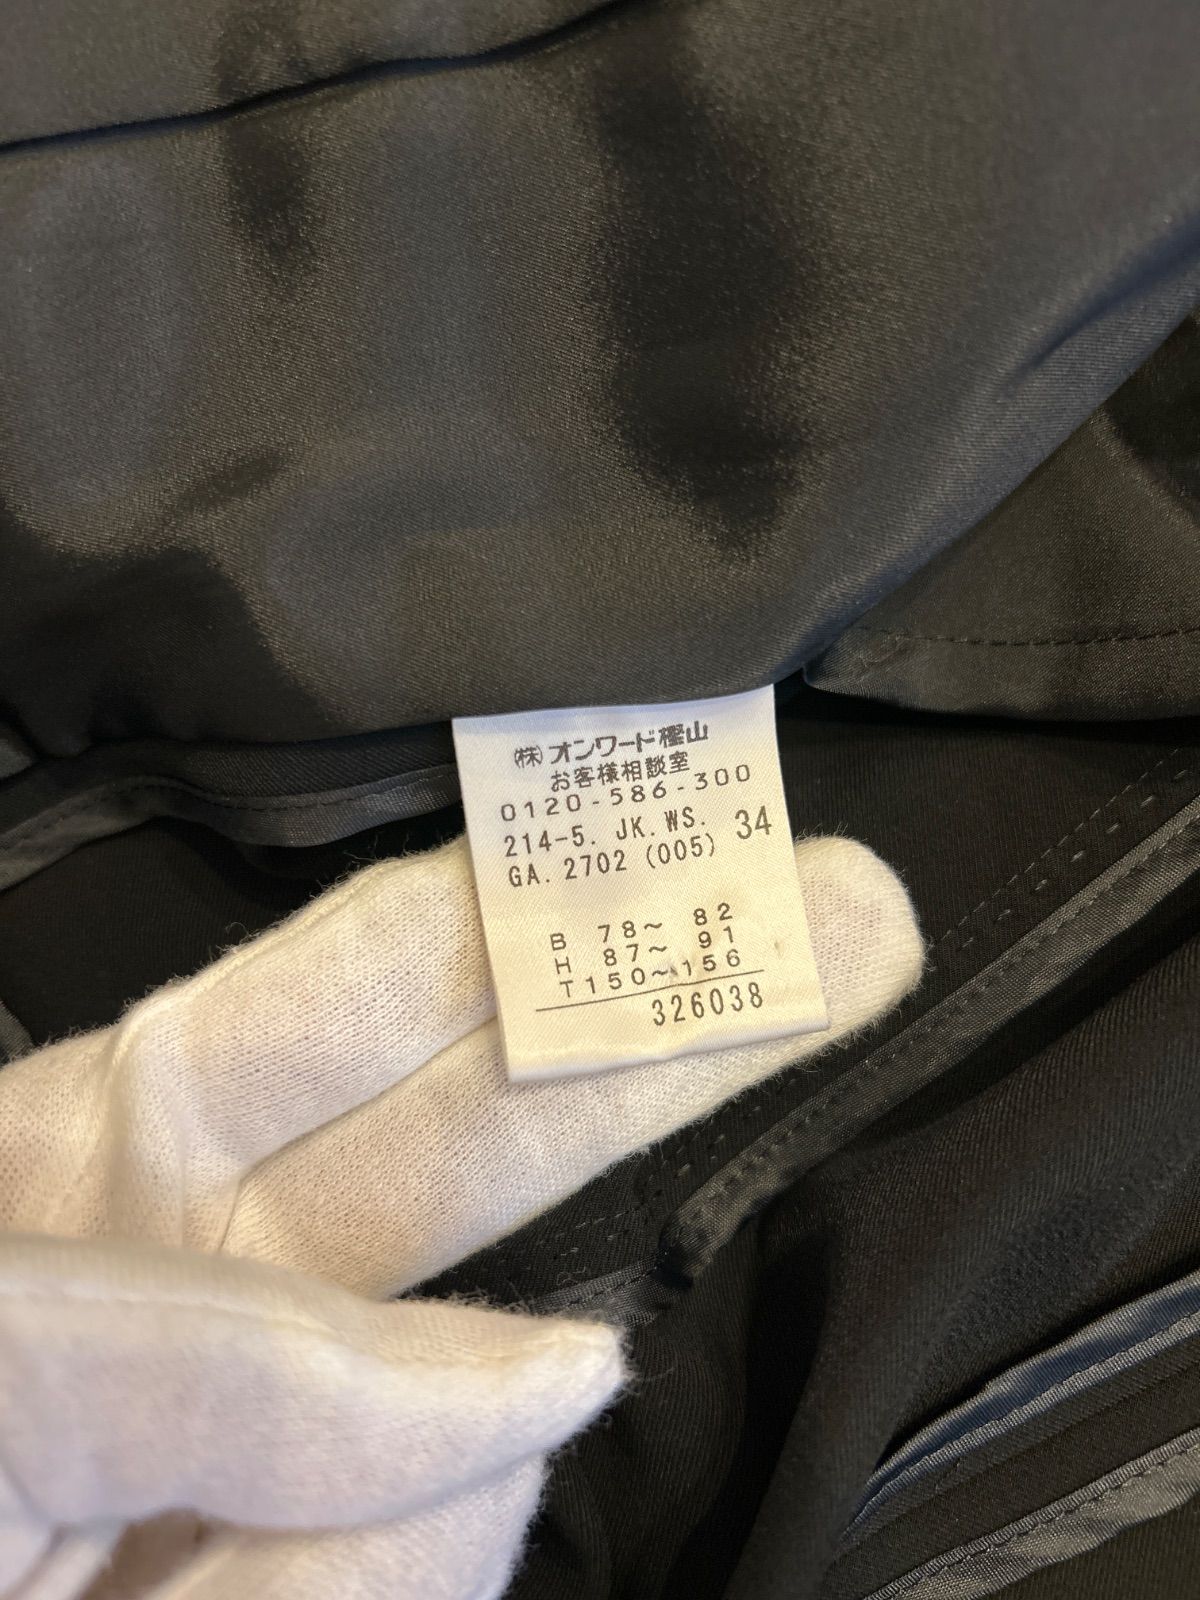 (株)オンワード樫山
お客様相談室
0120-586-300
214-5. JK. WS. 34
GA. 2702 (005)
B 78~ 82
H 87~ 91
T150~156
326038